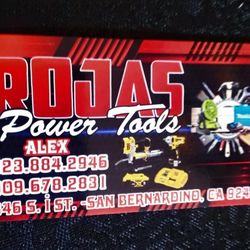 ROJAS
Power Tools
ALEX
23.884.2946
09.678.2831
46 S. i ST. -SAN BERNARDINO, CA 924